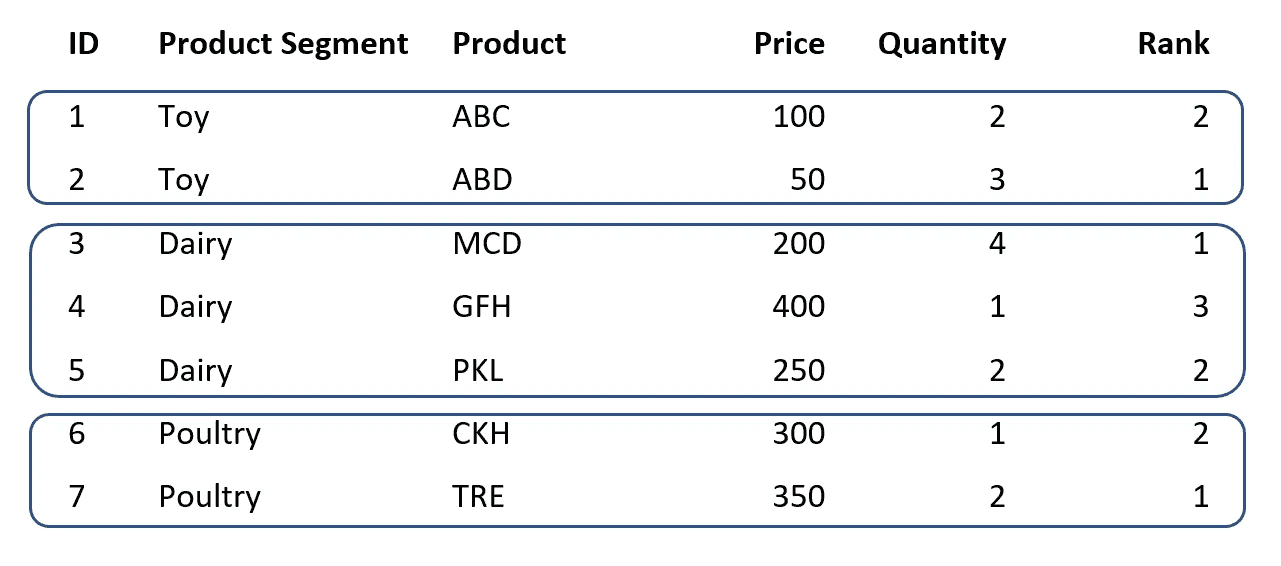 ID Product Segment Product Price Quantity Rank
1 Toy ABC 100 2 2
2 Toy ABD 50 3 1
3 Dairy MCD 200 4 1
4 Dairy GFH 400 1 3
5 Dairy PKL 250 2 2
6 Poultry CKH 300 1 2
7 Poultry TRE 350 2 1